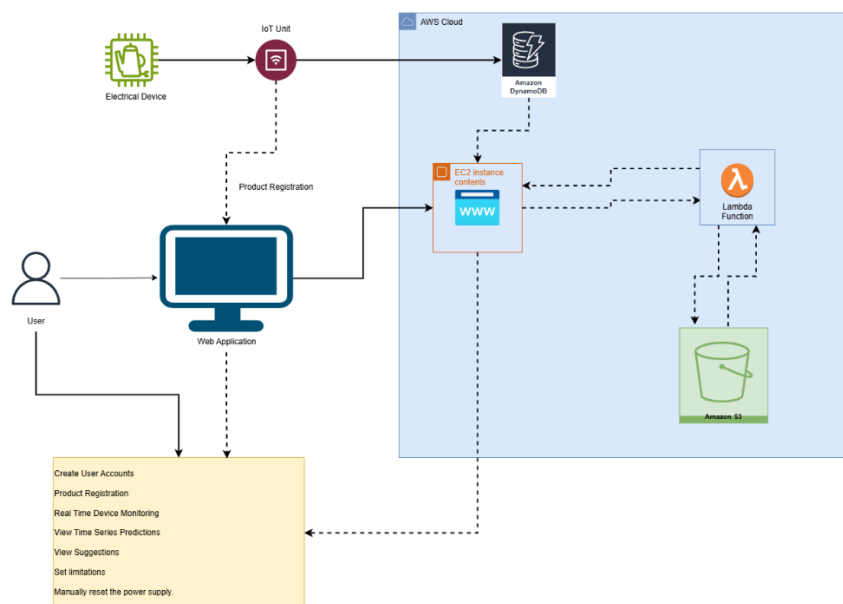 IoT Unit
AWS Cloud
Electrical Device
Amazon
DynamoDB
EC2 instance
contents
WWW
Lambda
Function
Product Registration
User
Web Application
Amazon S3
Create User Accounts
Product Registration
Real Time Device Monitoring
View Time Series Predictions
View Suggestions
Set limitations
Manually reset the power supply.